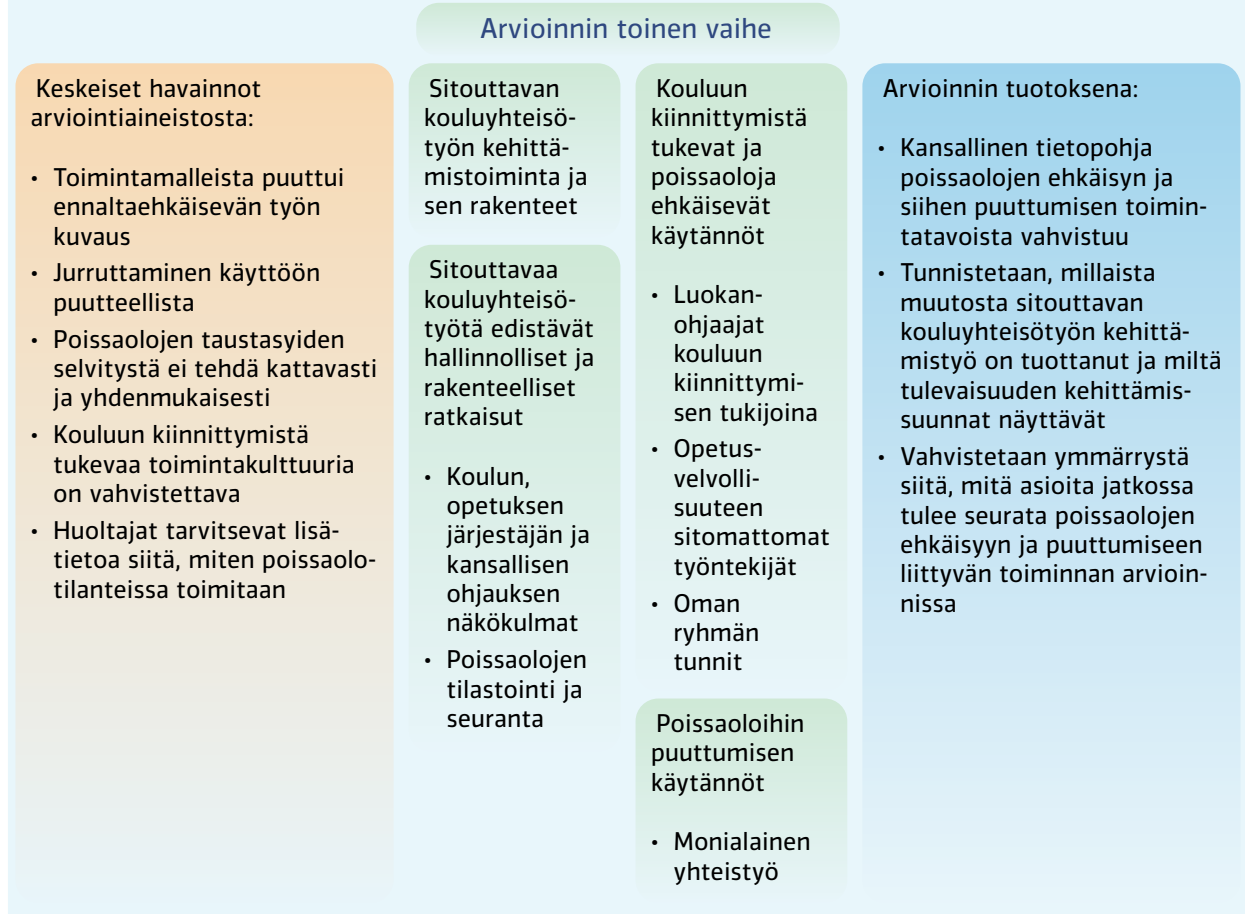 Arvioinnin toinen vaihe
Keskeiset havainnot
arviointiaineistosta:
• Toimintamalleista puuttui
ennaltaehkäisevän työn
kuvaus
• Jurruttaminen käyttöön
puutteellista
• Poissaolojen taustasyiden
selvitystä ei tehdä kattavasti
ja yhdenmukaisesti
• Kouluun kiinnittymistä
tukevaa toimintakulttuuria
on vahvistettava
• Huoltajat tarvitsevat lisä-
tietoa siitä, miten poissaolo-
tilanteissa toimitaan
Sitouttavan
kouluyhteisö-
työn kehittä-
mistoiminta ja
sen rakenteet
Sitouttavaa
kouluyhteisö-
työtä edistävät
hallinnolliset ja
rakenteelliset
ratkaisut
• Koulun,
opetuksen
järjestäjän ja
kansallisen
ohjauksen
näkökulmat
• Poissaolojen
tilastointi ja
seuranta
Kouluun
kiinnittymistä
tukevat ja
poissaoloja
ehkäisevät
käytännöt
• Luokan-
ohjaajat
kouluun
kiinnittymi-
sen tukijoina
• Opetus-
velvolli-
suuteen
sitomattomat
työntekijät
• Oman
ryhmän
tunnit
Poissaoloihin
puuttumisen
käytännöt
• Monialainen
yhteistyö
Arvioinnin tuotoksena:
• Kansallinen tietopohja
poissaolojen ehkäisyn ja
siihen puuttumisen toimin-
tatavoista vahvistuu
• Tunnistetaan, millaista
muutosta sitouttavan
kouluyhteisötyön kehittä-
mistyö on tuottanut ja miltä
tulevaisuuden kehittämis-
suunnat näyttävät
• Vahvistetaan ymmärrystä
siitä, mitä asioita jatkossa
tulee seurata poissaolojen
ehkäisyyn ja puuttumiseen
liittyvän toiminnan arvioin-
nissa